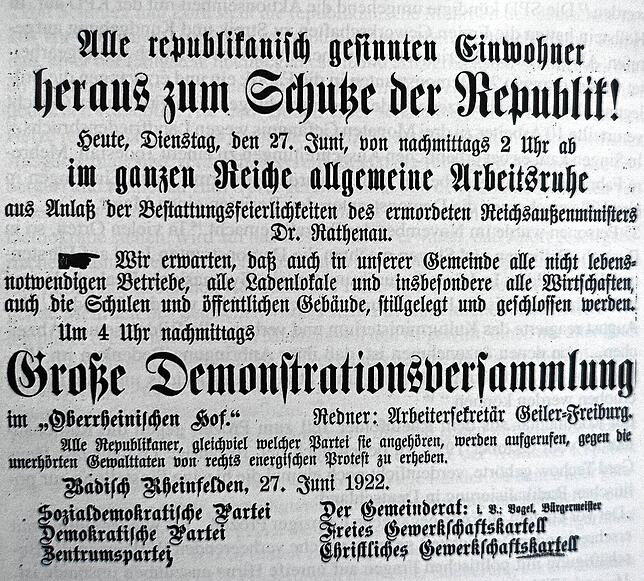 Alle republikanisch gesinnten Einwohner
heraus zum Schutze der Republik!
Heute, Dienstag, den 27. Juni, von nachmittags 2 Uhr ab
im ganzen Reiche allgemeine Arbeitsruhe
aus Anlaß der Bestattungsfeierlichkeiten des ermordeten Reichsaußenministers
Dr. Rathenau.
Wir erwarten, daß auch in unserer Gemeinde alle nicht lebens-
notwendigen Betriebe, alle Ladenlokale und insbesondere alle Wirtschaften,
auch die Schulen und öffentlichen Gebäude, stillgelegt und geschlossen werden.
Um 4 Uhr nachmittags
Große Demonstrationsversammlung
im „Oberrheinischen Hof.“ Redner: Arbeitersekretär Geiler-Freiburg.
Alle Republikaner, gleichviel welcher Partei sie angehören, werden aufgerufen, gegen die
unerhörten Gewalttaten von rechts energischen Protest zu erheben.
Badisch Rheinfelden, 27. Juni 1922.
Sozialdemokratische Partei
Demokratische Partei
Zentrumspartei
Der Gemeinderat: i. V.: Vogel, Bürgermeister
Freies Gewerkschaftskartell
Christliches Gewerkschaftskartell